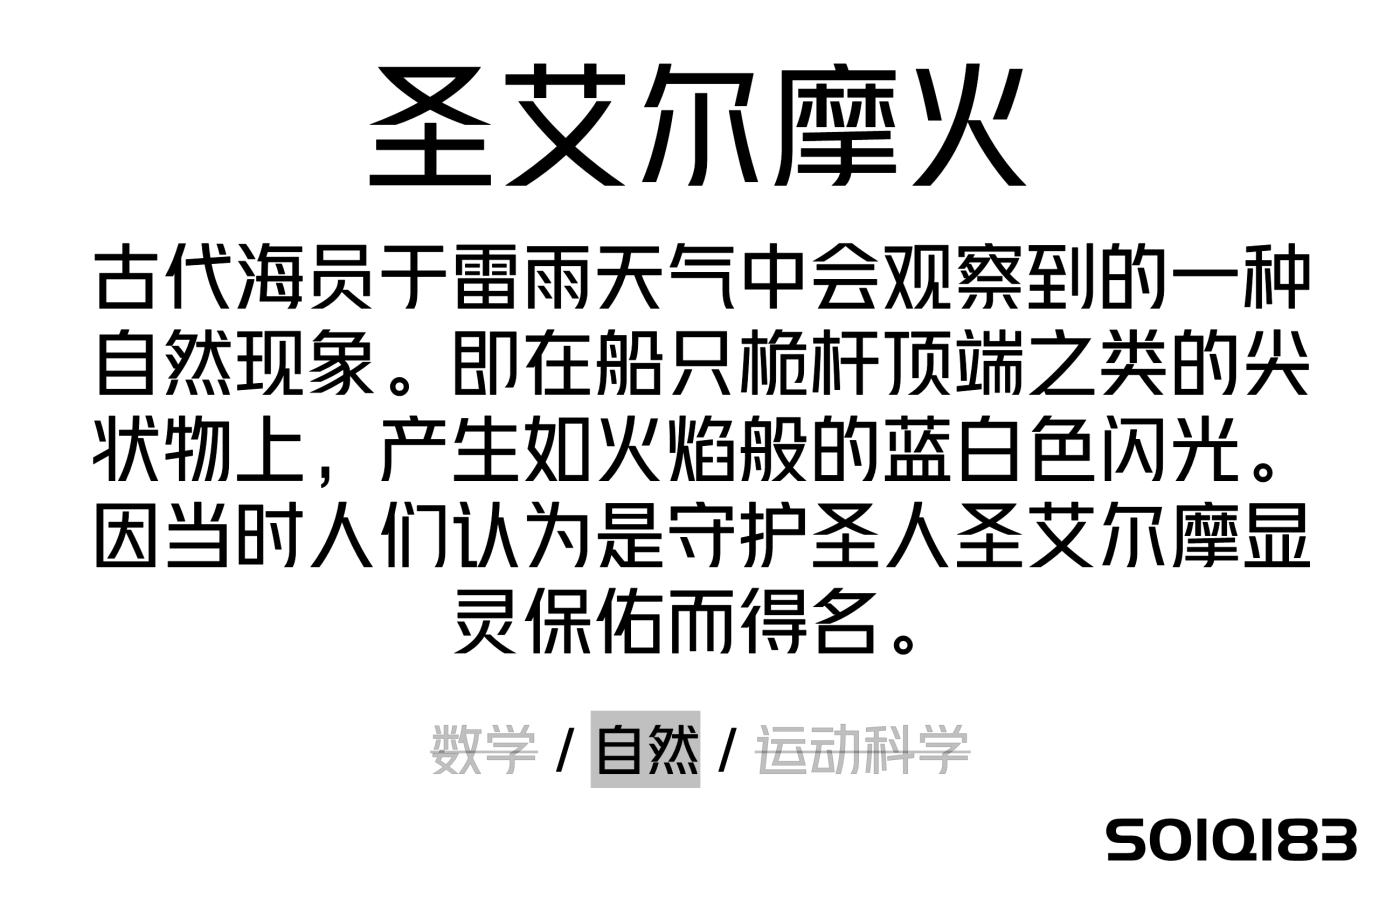 圣艾尔摩火
古代海员于雷雨天气中会观察到的一种
自然现象。即在船只桅杆顶端之类的尖
状物上，产生如火焰般的蓝白色闪光。
因当时人们认为是守护圣人圣艾尔摩显
灵保佑而得名。
数学 / 自然 / 运动科学
SO1Q183